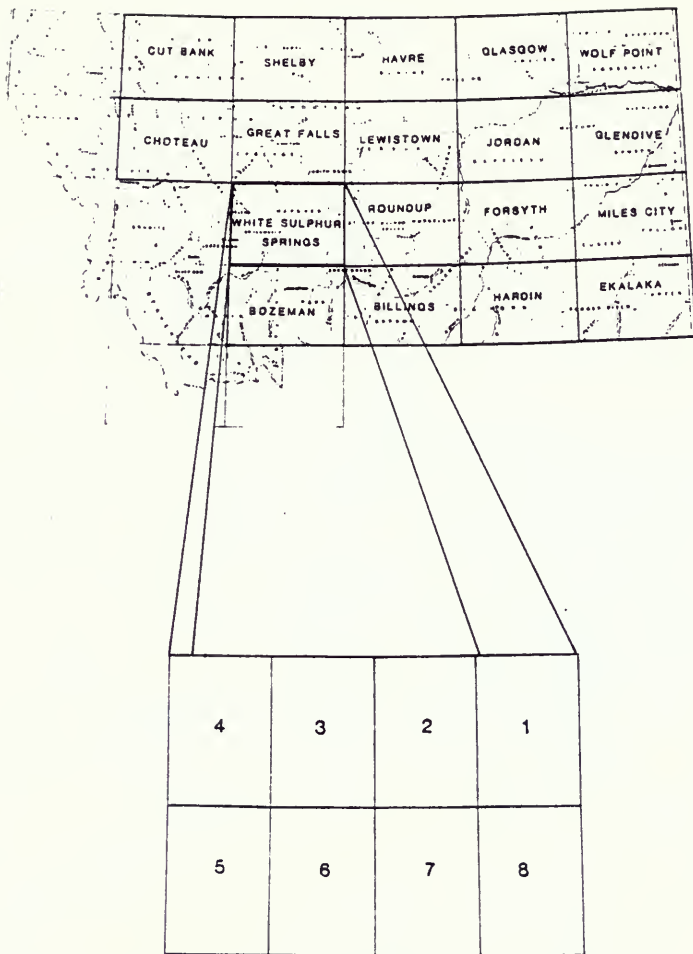 CUT BANK
SHELBY
HAVRE
GLASGOW
WOLF POINT
CHOTEAU
GREAT FALLS
LEWISTOWN
JORDAN
GLENDIVE
WHITE SULPHUR
SPRINGS
ROUNDUP
FORSYTH
MILES CITY
BOZEMAN
BILLINGS
HARDIN
EKALAKA
4 3 2 1
5 6 7 8